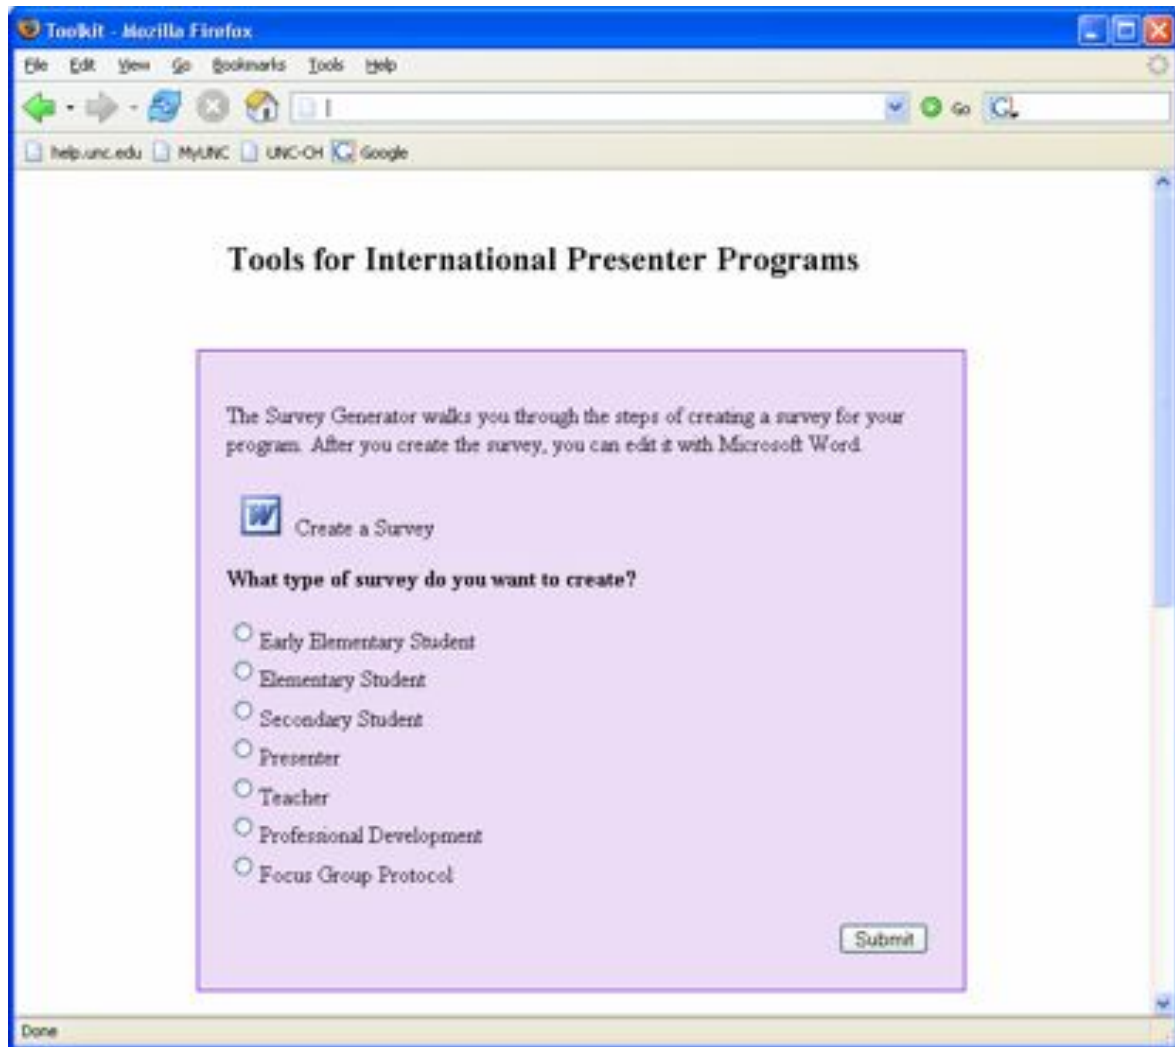 Toolkit - Mozilla Firefox
File Edit View Go Bookmarks Tools Help
Go G
help.unc.edu MyUNC UNC-CH G Google
Tools for International Presenter Programs
The Survey Generator walks you through the steps of creating a survey for your
program. After you create the survey, you can edit it with Microsoft Word.
W Create a Survey
What type of survey do you want to create?
Early Elementary Student
Elementary Student
Secondary Student
Presenter
Teacher
Professional Development
Focus Group Protocol
Submit
Done